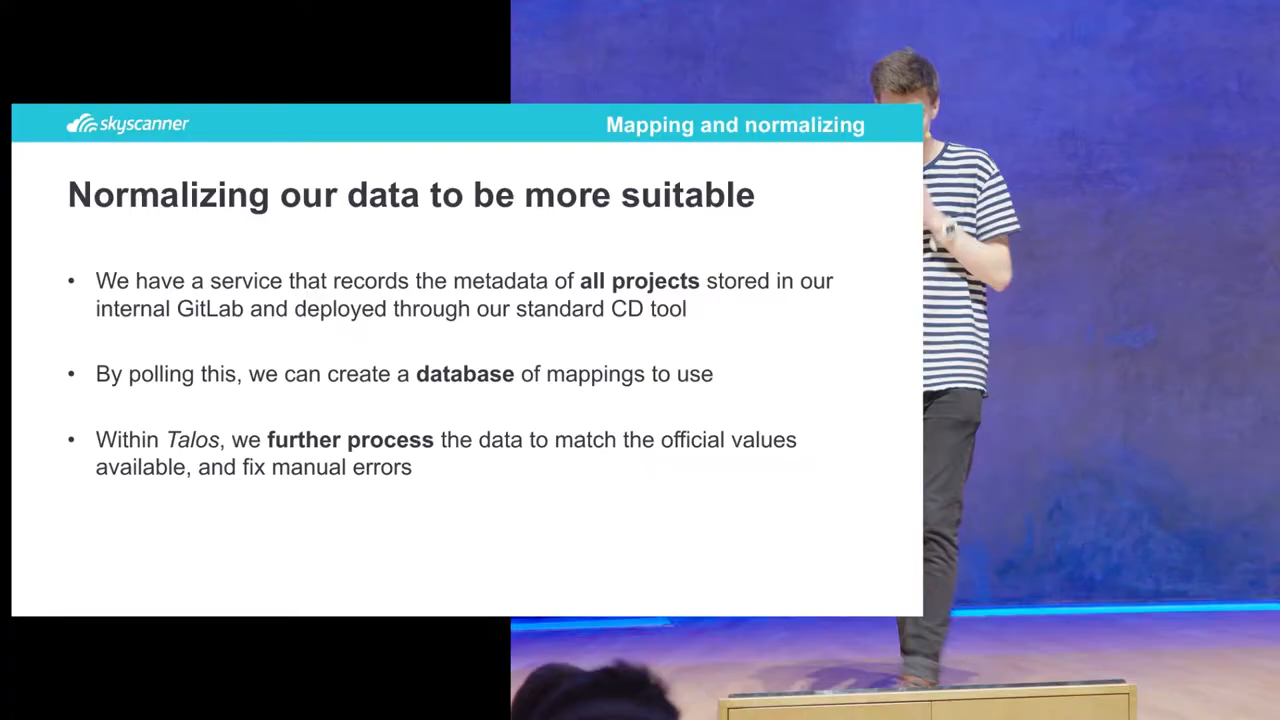 skyscanner
Mapping and normalizing
Normalizing our data to be more suitable
• We have a service that records the metadata of all projects stored in our
internal GitLab and deployed through our standard CD tool
• By polling this, we can create a database of mappings to use
• Within Talos, we further process the data to match the official values
available, and fix manual errors